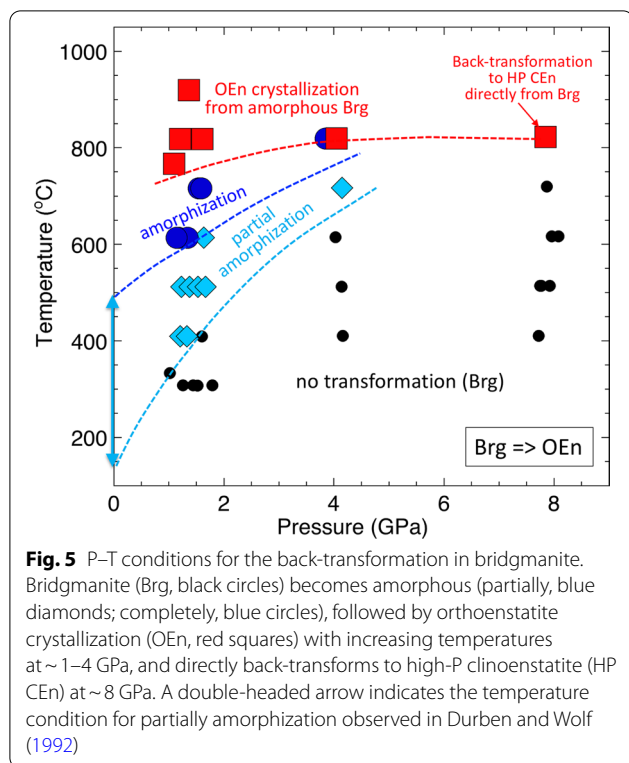 1000
800
600
400
200
0
2
4
6
8
Temperature (°C)
Pressure (GPa)
OEn crystallization
from amorphous Brg
Back-transformation
to HP CEn
directly from Brg
amorphization
partial
amorphization
no transformation (Brg)
Brg => OEn
Fig. 5 P–T conditions for the back-transformation in bridgmanite.
Bridgmanite (Brg, black circles) becomes amorphous (partially, blue
diamonds; completely, blue circles), followed by orthoenstatite
crystallization (OEn, red squares) with increasing temperatures
at ~ 1–4 GPa, and directly back-transforms to high-P clinoenstatite (HP
CEn) at ~ 8 GPa. A double-headed arrow indicates the temperature
condition for partially amorphization observed in Durben and Wolf
(1992)